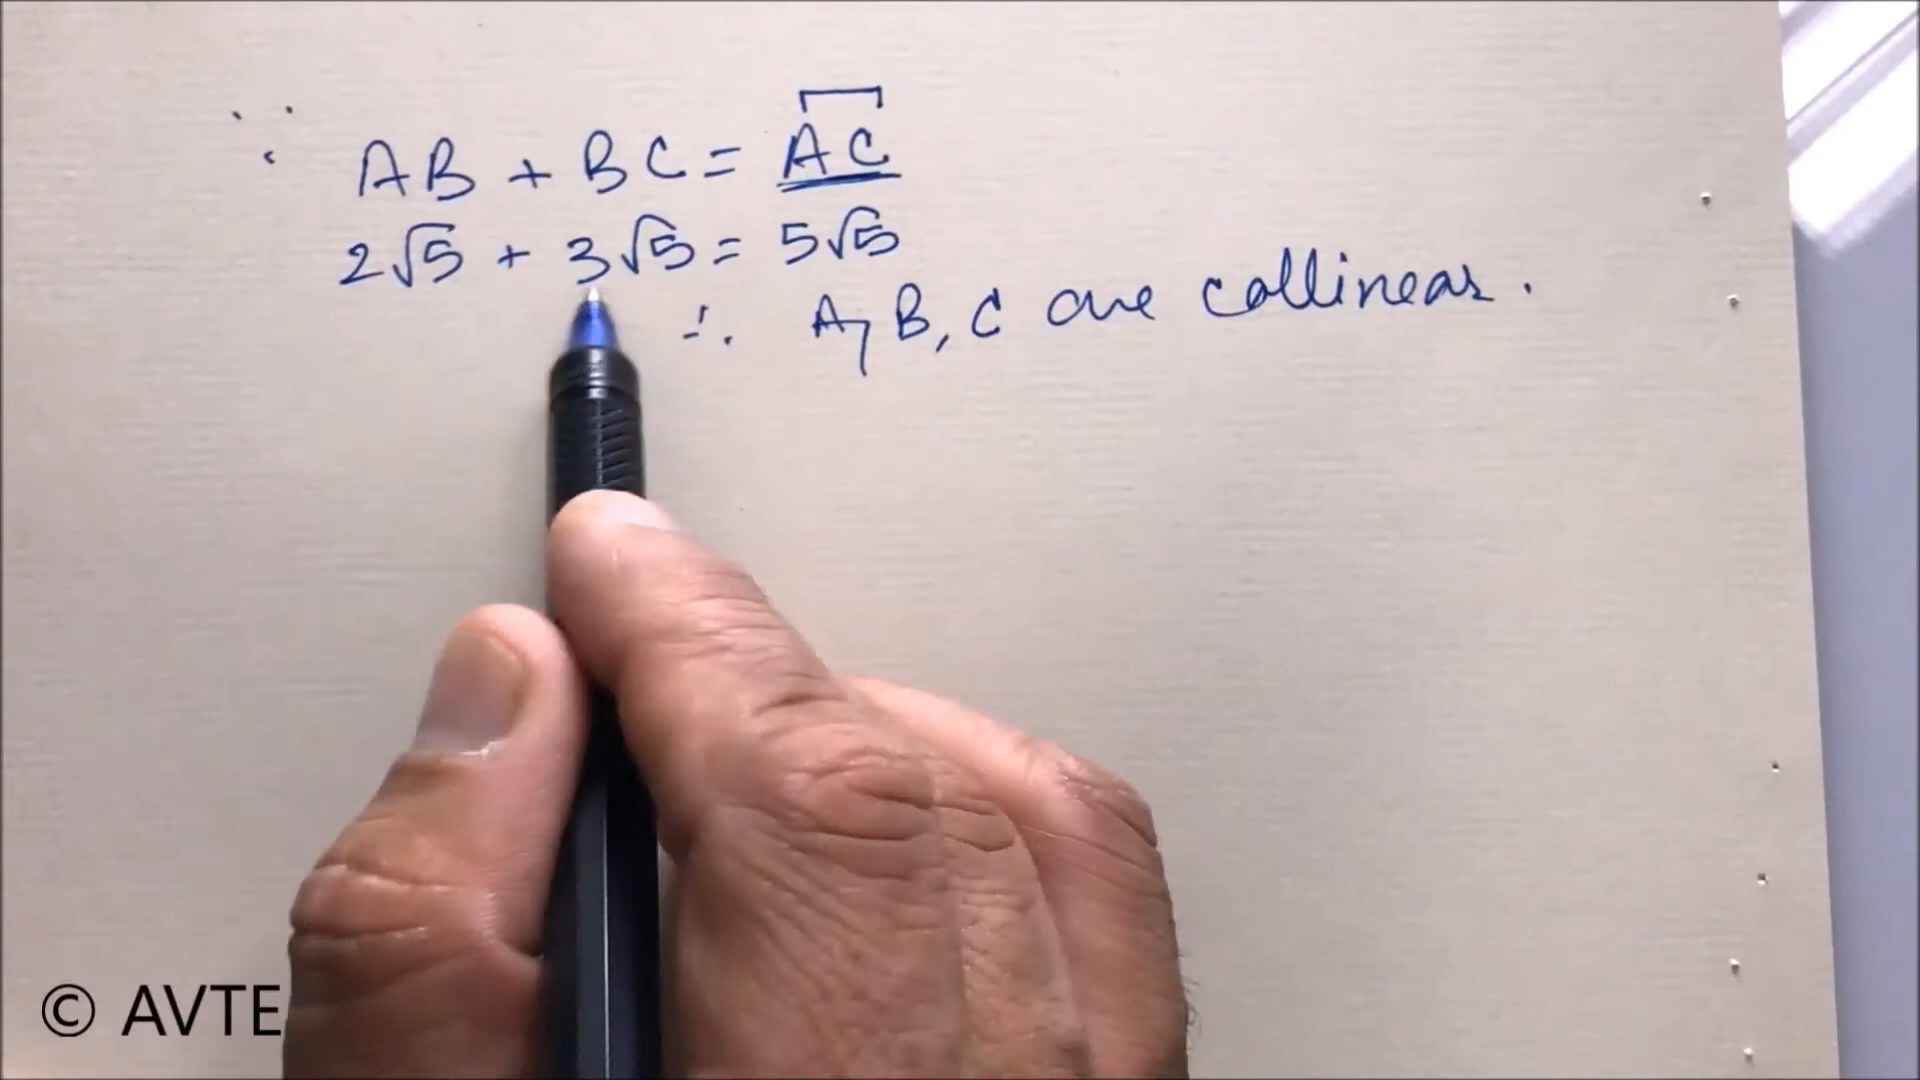 ∵ AB + BC = AC
2√5 + 3√5 = 5√5
∴ A, B, C are collinear.
© AVTE